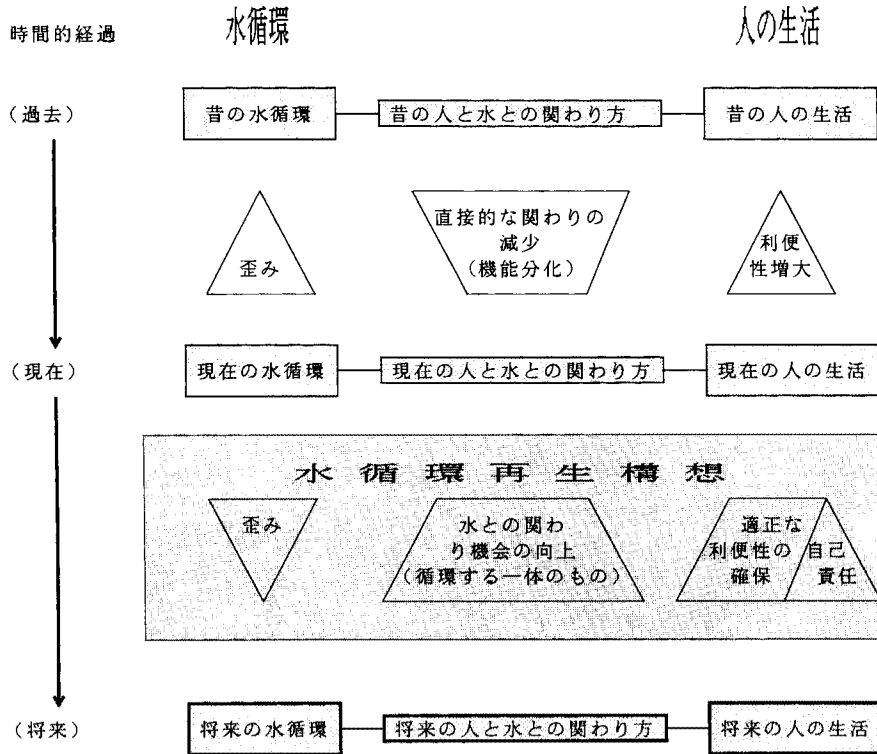 時間的経過
水循環
人の生活
(過去)
昔の水循環
昔の人と水との関わり方
昔の人の生活
歪み
直接的な関わりの
減少
(機能分化)
利便
性増大
(現在)
現在の水循環
現在の人と水との関わり方
現在の人の生活
水循環再生構想
歪み
水との関わ
り機会の向上
(循環する一体のもの)
適正な
利便性の
確保
自己
責任
(将来)
将来の水循環
将来の人と水との関わり方
将来の人の生活